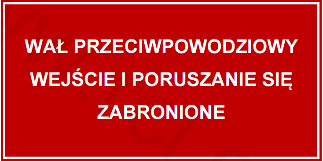 WAŁ PRZECIWPOWODZIOWY
WEJŚCIE I PORUSZANIE SIĘ
ZABRONIONE